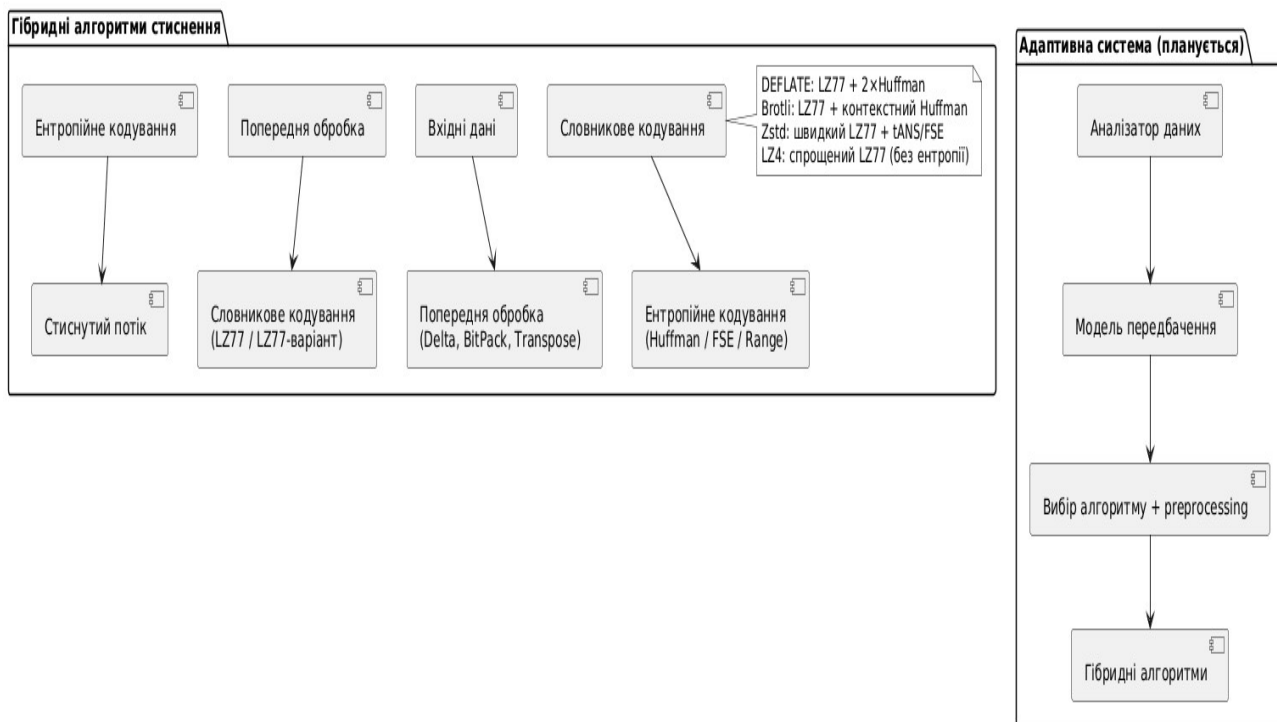 Гібридні алгоритми стиснення
Ентропійне кодування
Попередня обробка
Вхідні дані
Словникове кодування
DEFLATE: LZ77 + 2×Huffman
Brotli: LZ77 + контекстний Huffman
Zstd: швидкий LZ77 + tANS/FSE
LZ4: спрощений LZ77 (без ентропії)
Стиснутий потік
Словникове кодування
(LZ77 / LZ77-варіант)
Попередня обробка
(Delta, BitPack, Transpose)
Ентропійне кодування
(Huffman / FSE / Range)
Адаптивна система (планується)
Аналізатор даних
Модель передбачення
Вибір алгоритму + preprocessing
Гібридні алгоритми